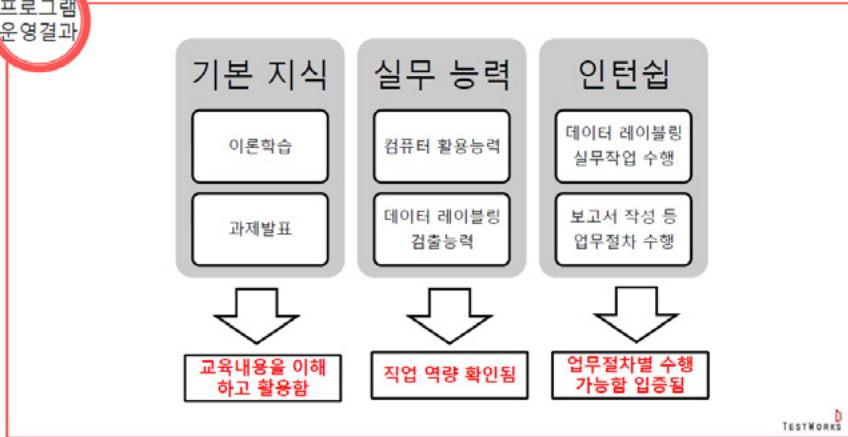 프로그램
운영결과
기본 지식
이론학습
과제발표
교육내용을 이해
하고 활용함
실무 능력
컴퓨터 활용능력
데이터 레이블링
검출능력
직업 역량 확인됨
인턴쉽
데이터 레이블링
실무작업 수행
보고서 작성 등
업무절차 수행
업무절차별 수행
가능함 입증됨
TESTWORKS